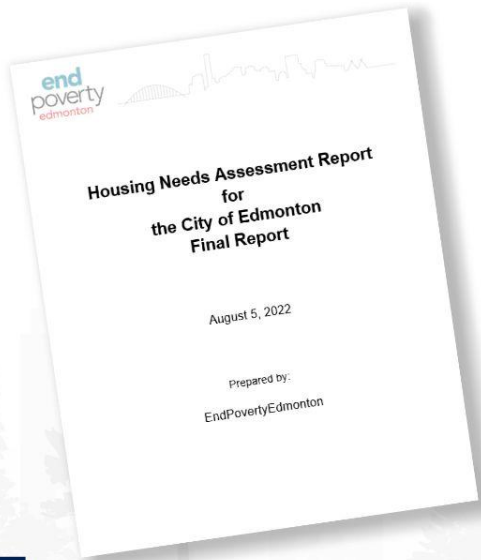 end
poverty
edmonton
Housing Needs Assessment Report
for
the City of Edmonton
Final Report
August 5, 2022
Prepared by:
EndPovertyEdmonton